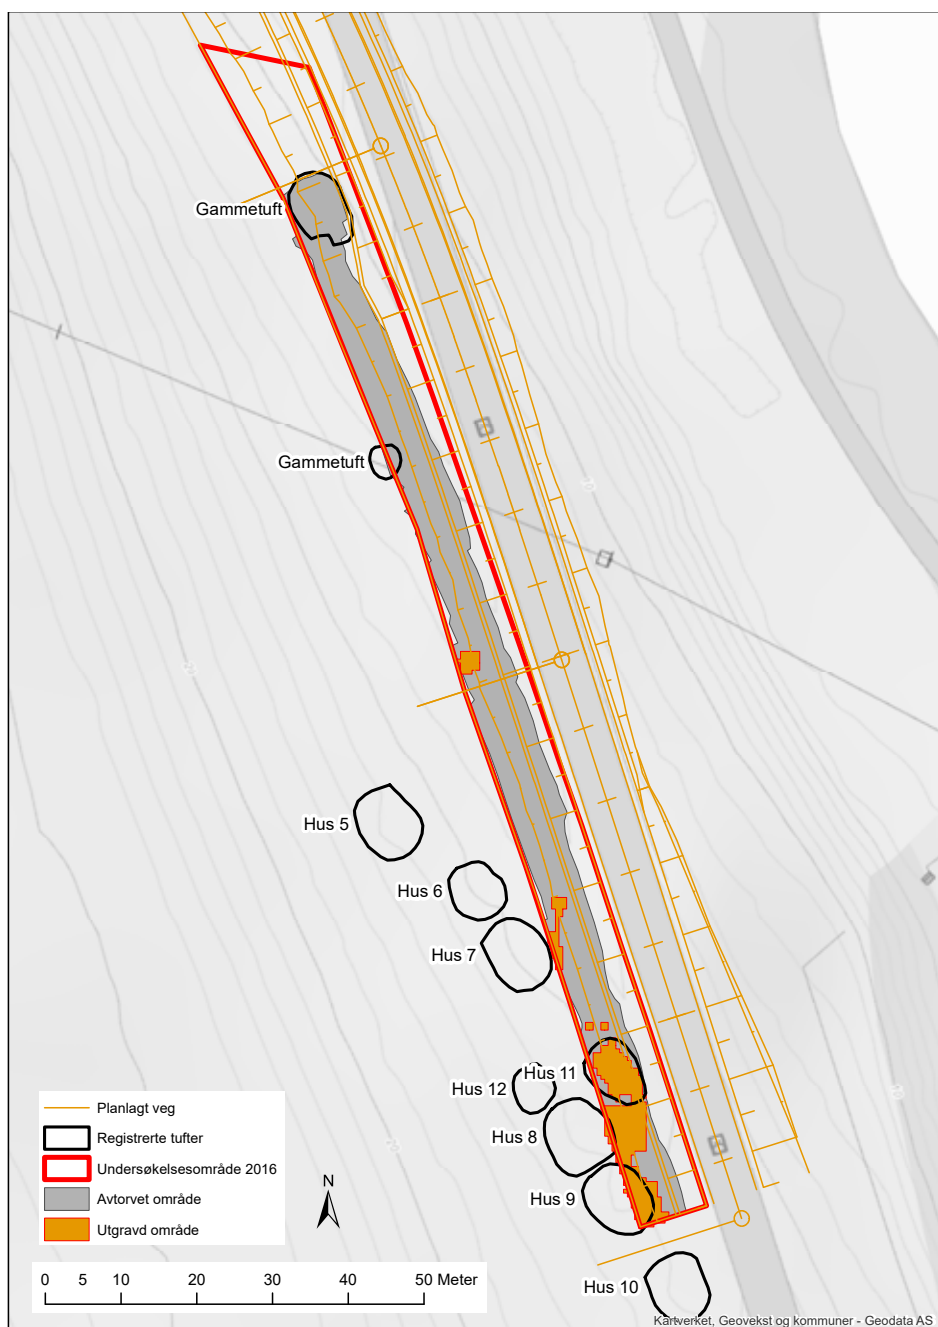 Gammetuft
Gammetuft
Hus 5
Hus 6
Hus 7
Hus 11
Hus 12
Hus 8
Hus 9
Hus 10
Planlagt veg
Registrerte tufter
Undersøkelsesområde 2016
Avtorvet område
Utgravd område
N
0 5 10 20 30 40 50 Meter
Kartverket, Geovekst og kommuner - Geodata AS